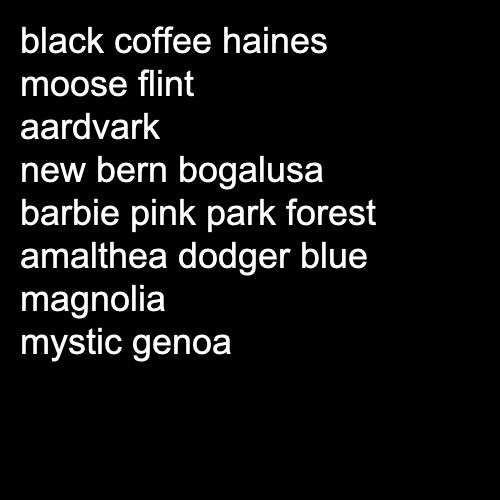 black coffee haines
moose flint
aardvark
new bern bogalusa
barbie pink park forest
amalthea dodger blue
magnolia
mystic genoa